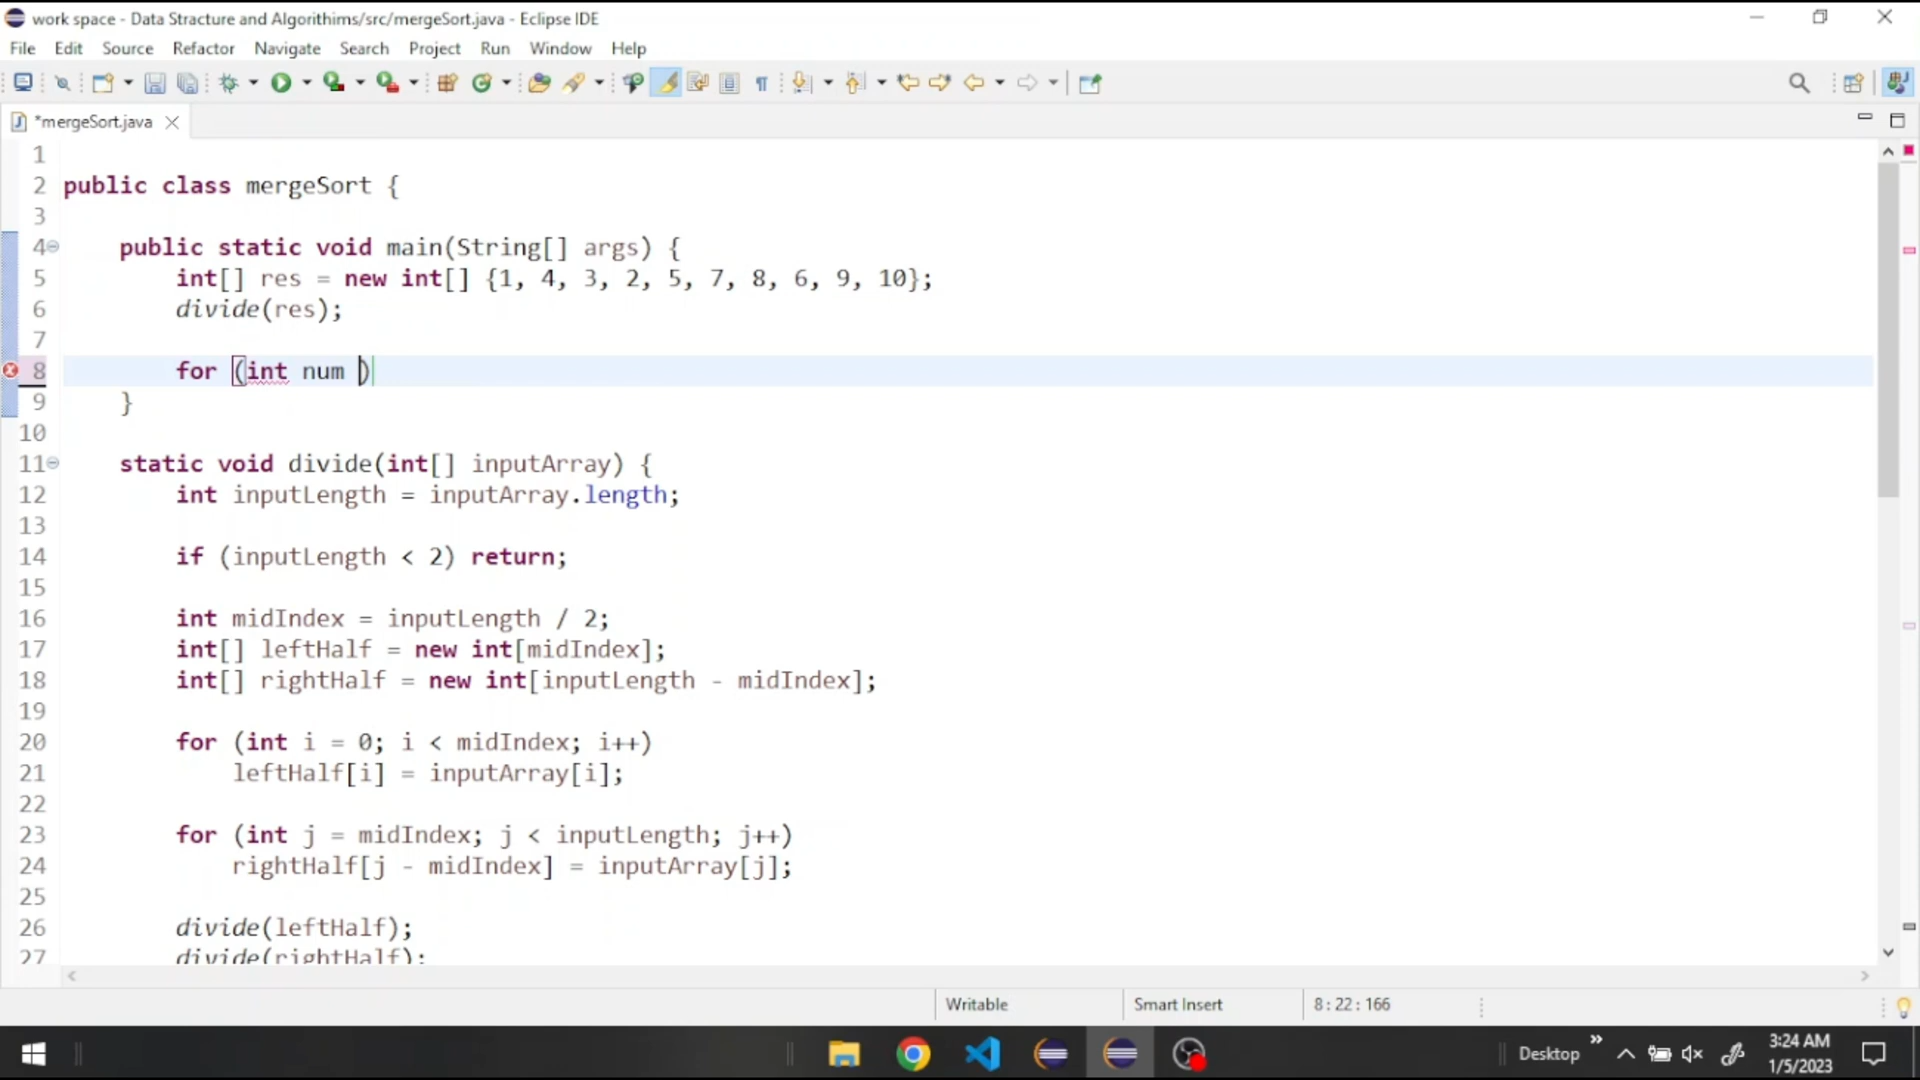 work space - Data Stracture and Algorithims/src/mergeSort.java - Eclipse IDE
File Edit Source Refactor Navigate Search Project Run Window Help
*mergeSort.java
1
2 public class mergeSort {
3
4 public static void main(String[] args) {
5 int[] res = new int[] {1, 4, 3, 2, 5, 7, 8, 6, 9, 10};
6 divide(res);
7
8 for (int num )
9 }
10
11 static void divide(int[] inputArray) {
12 int inputLength = inputArray.length;
13
14 if (inputLength < 2) return;
15
16 int midIndex = inputLength / 2;
17 int[] leftHalf = new int[midIndex];
18 int[] rightHalf = new int[inputLength - midIndex];
19
20 for (int i = 0; i < midIndex; i++)
21 leftHalf[i] = inputArray[i];
22
23 for (int j = midIndex; j < inputLength; j++)
24 rightHalf[j - midIndex] = inputArray[j];
25
26 divide(leftHalf);
27 divide(rightHalf);
Writable Smart Insert 8 : 22 : 166
Desktop 3:24 AM
1/5/2023